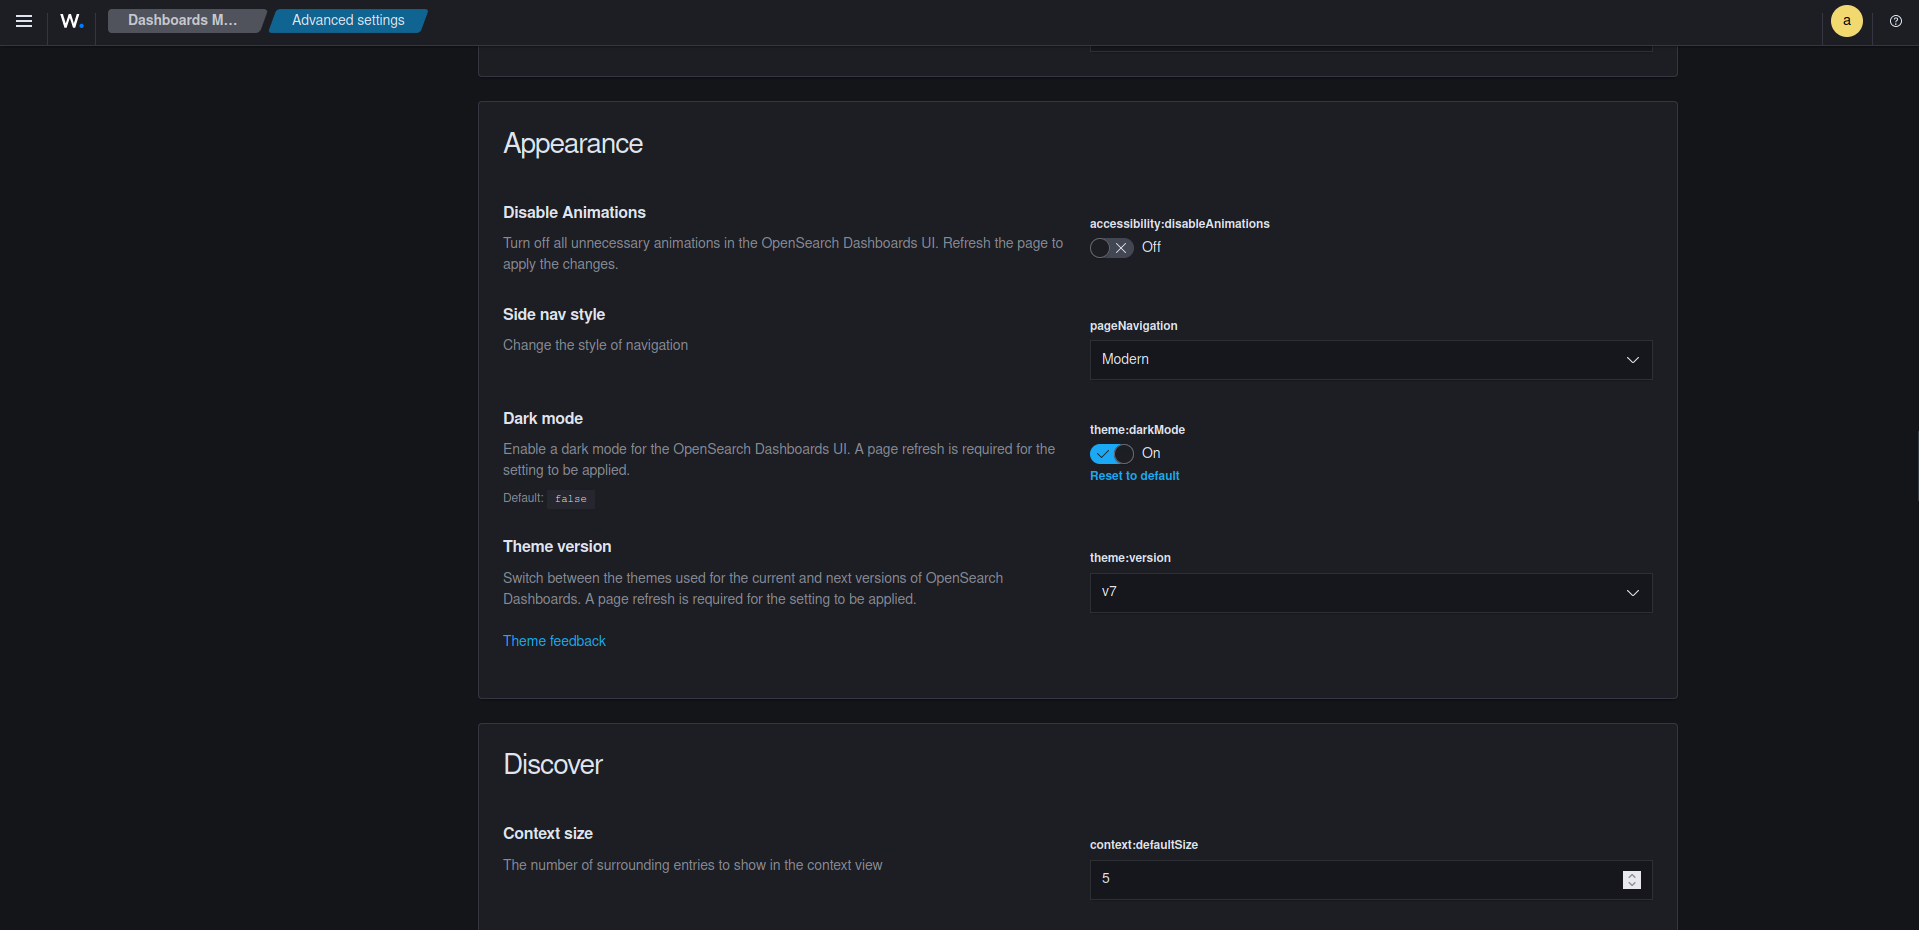 W.
Dashboards M...
Advanced settings
a
Appearance
Disable Animations
Turn off all unnecessary animations in the OpenSearch Dashboards UI. Refresh the page to
apply the changes.
accessibility:disableAnimations
Off
Side nav style
Change the style of navigation
pageNavigation
Modern
Dark mode
Enable a dark mode for the OpenSearch Dashboards UI. A page refresh is required for the
setting to be applied.
Default: false
theme:darkMode
On
Reset to default
Theme version
Switch between the themes used for the current and next versions of OpenSearch
Dashboards. A page refresh is required for the setting to be applied.
Theme feedback
theme:version
v7
Discover
Context size
The number of surrounding entries to show in the context view
context:defaultSize
5